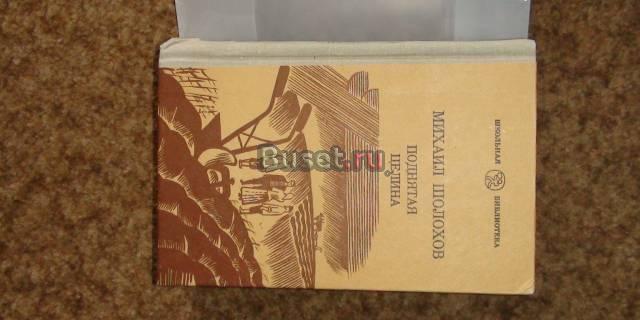 ШКОЛЬНАЯ БИБЛИОТЕКА
МИХАИЛ ШОЛОХОВ
ПОДНЯТАЯ
ЦЕЛИНА
Buset.ru